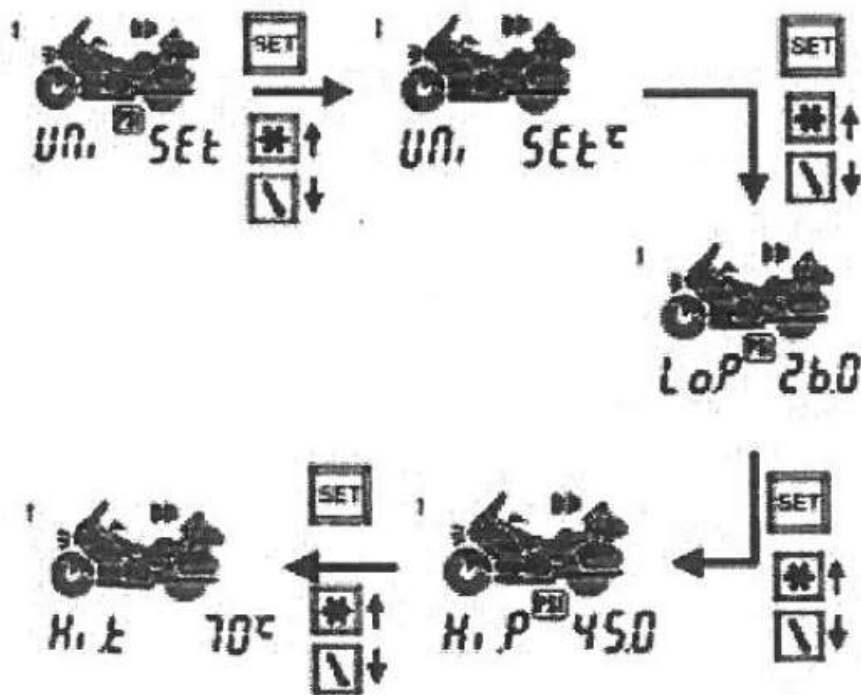 SET
SET
UNI SET
UNI SET °C
LoP PSI 26.0
SET
SET
Hi.t 70°C
Hi.P PSI 45.0